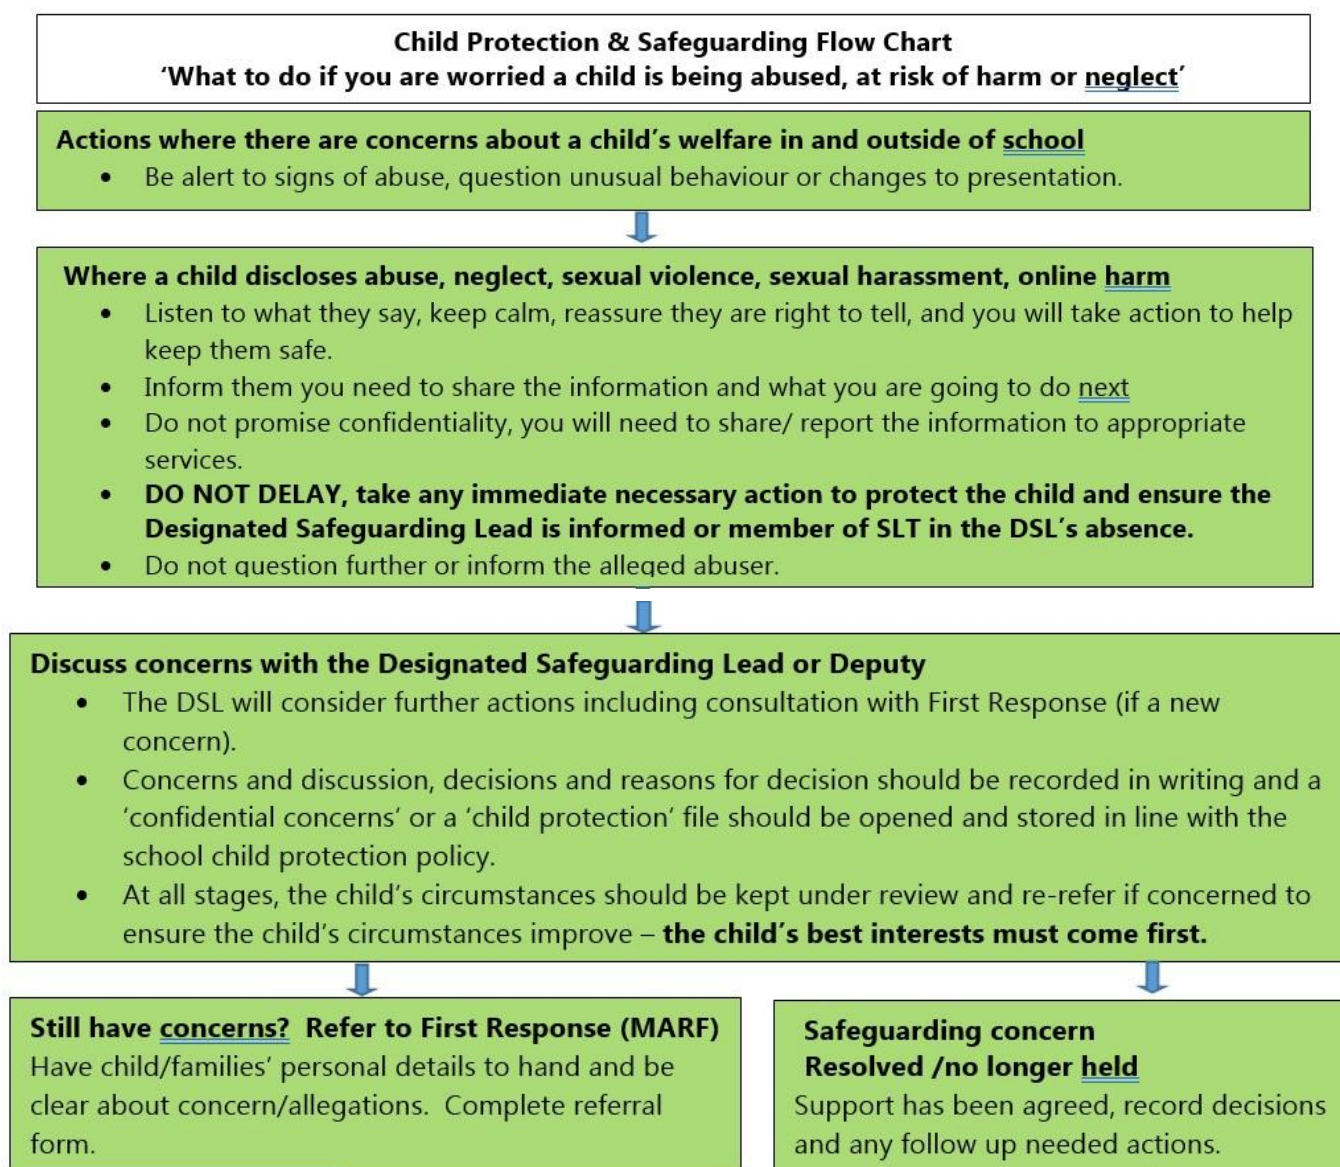 Child Protection & Safeguarding Flow Chart
‘What to do if you are worried a child is being abused, at risk of harm or neglect’
Actions where there are concerns about a child’s welfare in and outside of school
• Be alert to signs of abuse, question unusual behaviour or changes to presentation.
Where a child discloses abuse, neglect, sexual violence, sexual harassment, online harm
• Listen to what they say, keep calm, reassure they are right to tell, and you will take action to help
keep them safe.
• Inform them you need to share the information and what you are going to do next
• Do not promise confidentiality, you will need to share/ report the information to appropriate
services.
• DO NOT DELAY, take any immediate necessary action to protect the child and ensure the
Designated Safeguarding Lead is informed or member of SLT in the DSL’s absence.
• Do not question further or inform the alleged abuser.
Discuss concerns with the Designated Safeguarding Lead or Deputy
• The DSL will consider further actions including consultation with First Response (if a new
concern).
• Concerns and discussion, decisions and reasons for decision should be recorded in writing and a
‘confidential concerns’ or a ‘child protection’ file should be opened and stored in line with the
school child protection policy.
• At all stages, the child’s circumstances should be kept under review and re-refer if concerned to
ensure the child’s circumstances improve – the child’s best interests must come first.
Still have concerns? Refer to First Response (MARF)
Have child/families’ personal details to hand and be
clear about concern/allegations. Complete referral
form.
Safeguarding concern
Resolved /no longer held
Support has been agreed, record decisions
and any follow up needed actions.